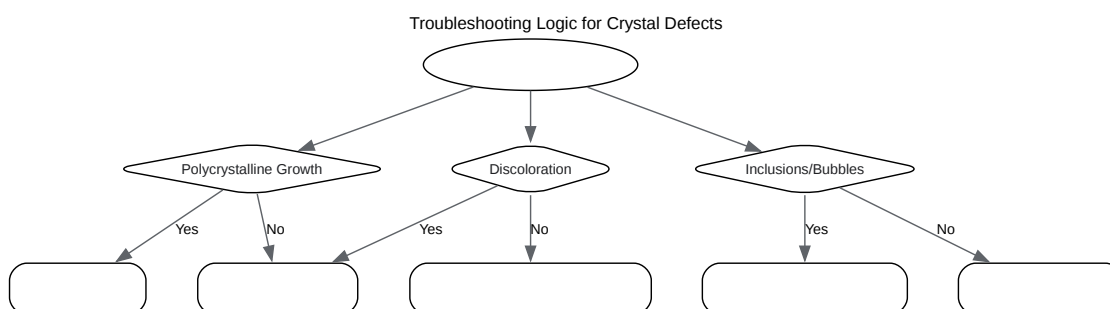 Troubleshooting Logic for Crystal Defects
Polycrystalline Growth
Discoloration
Inclusions/Bubbles
Yes
No
Yes
No
Yes
No